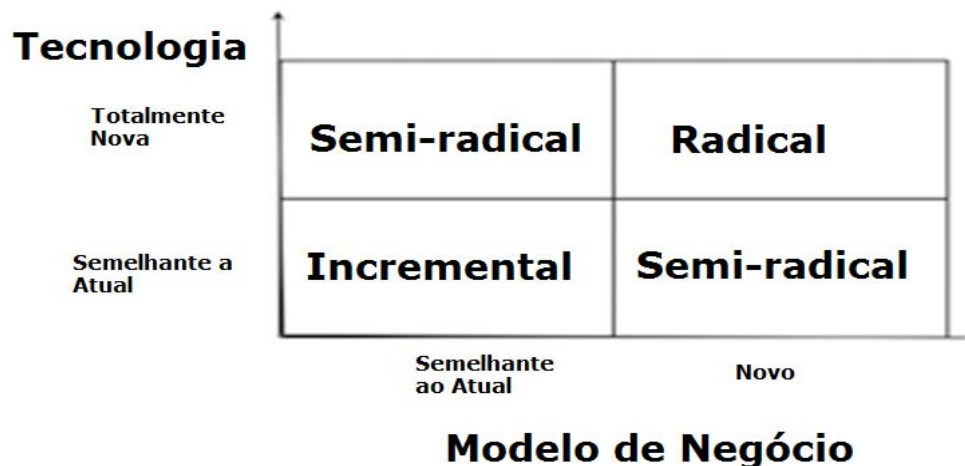 Tecnologia
Totalmente
Nova
Semi-radical
Radical
Semelhante a
Atual
Incremental
Semi-radical
Semelhante
ao Atual
Novo
Modelo de Negócio